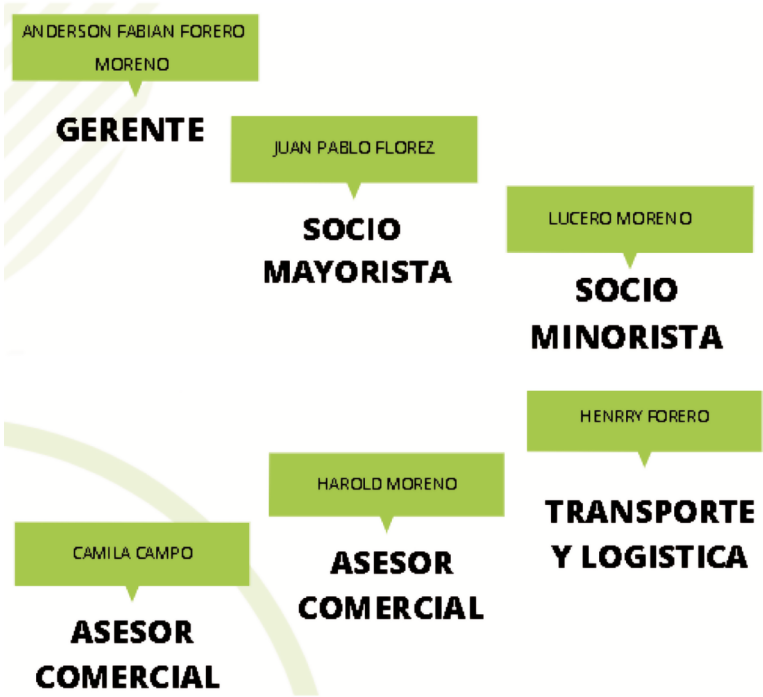 ANDERSON FABIAN FORERO
MORENO
GERENTE
JUAN PABLO FLOREZ
SOCIO
MAYORISTA
LUCERO MORENO
SOCIO
MINORISTA
HENRRY FORERO
TRANSPORTE
Y LOGISTICA
HAROLD MORENO
ASESOR
COMERCIAL
CAMILA CAMPO
ASESOR
COMERCIAL